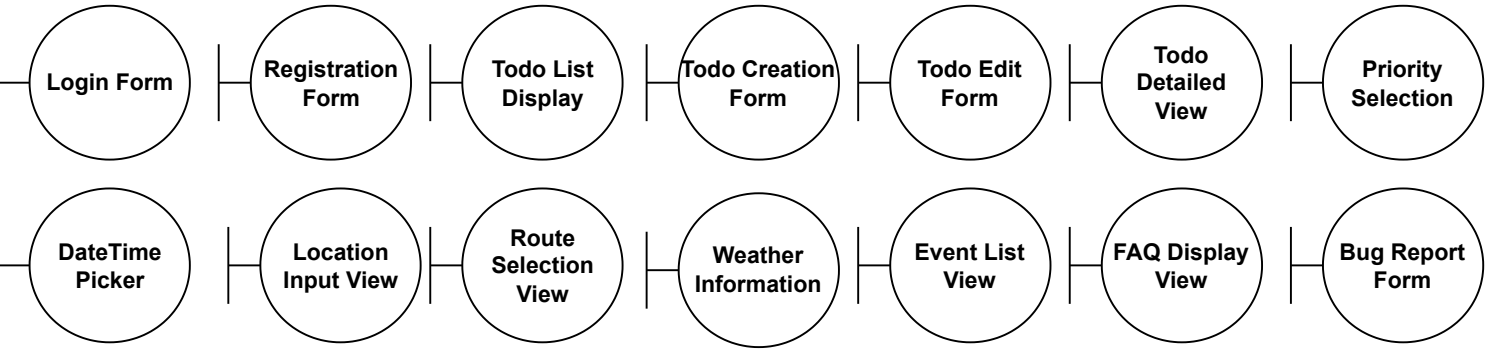 Login Form
Registration
Form
Todo List
Display
Todo Creation
Form
Todo Edit
Form
Todo
Detailed
View
Priority
Selection
DateTime
Picker
Location
Input View
Route
Selection
View
Weather
Information
Event List
View
FAQ Display
View
Bug Report
Form